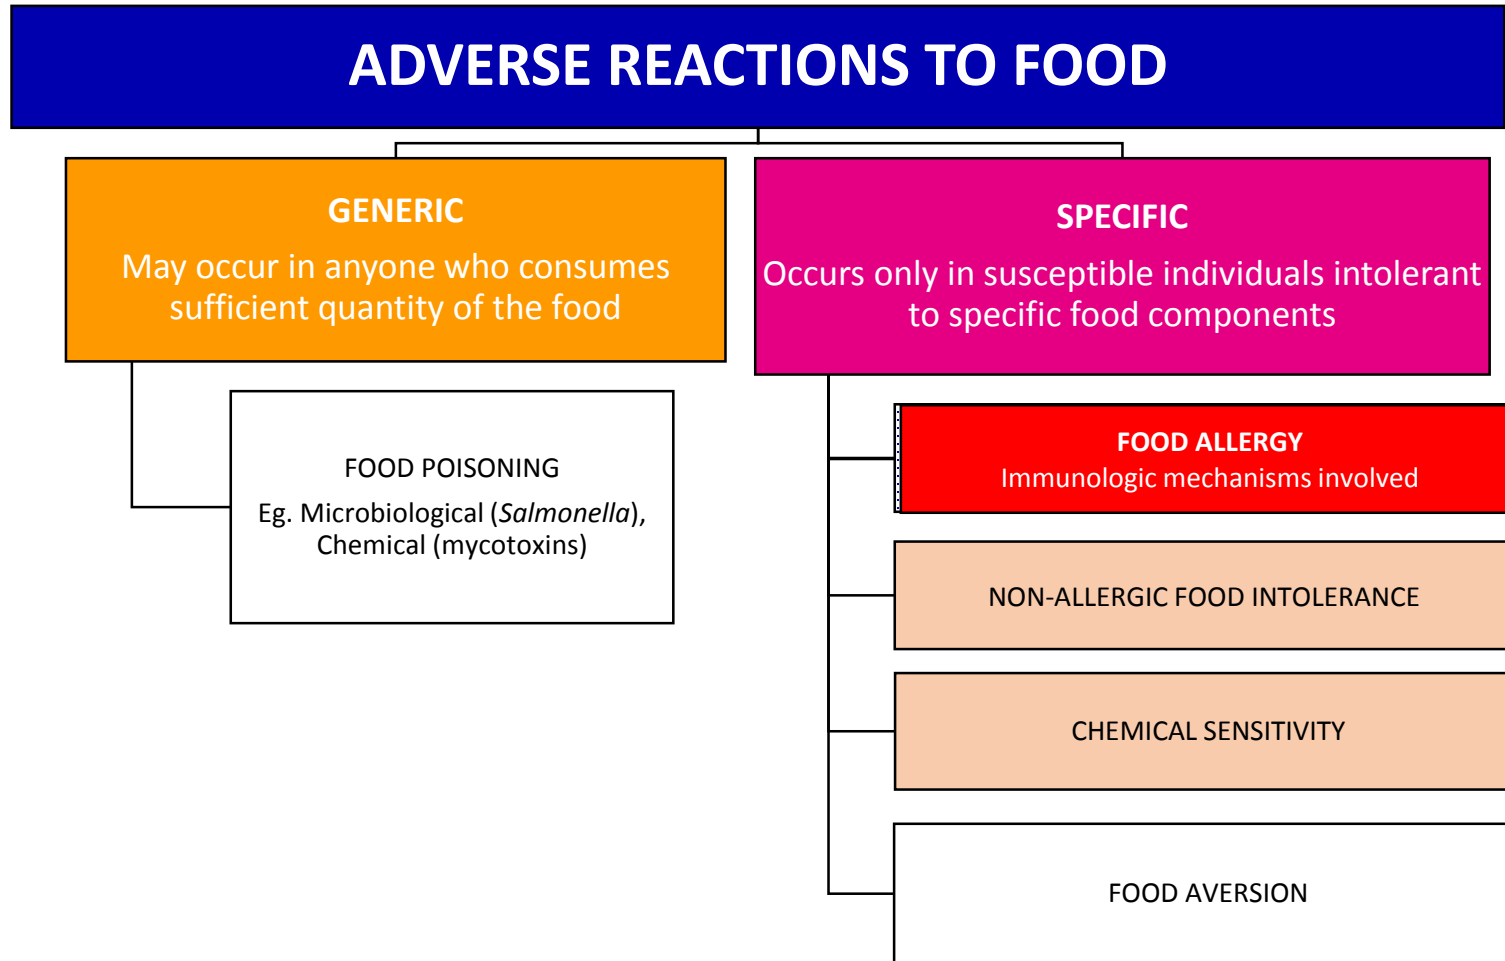 ADVERSE REACTIONS TO FOOD
GENERIC
May occur in anyone who consumes
sufficient quantity of the food
SPECIFIC
Occurs only in susceptible individuals intolerant
to specific food components
FOOD POISONING
Eg. Microbiological (Salmonella),
Chemical (mycotoxins)
FOOD ALLERGY
Immunologic mechanisms involved
NON-ALLERGIC FOOD INTOLERANCE
CHEMICAL SENSITIVITY
FOOD AVERSION